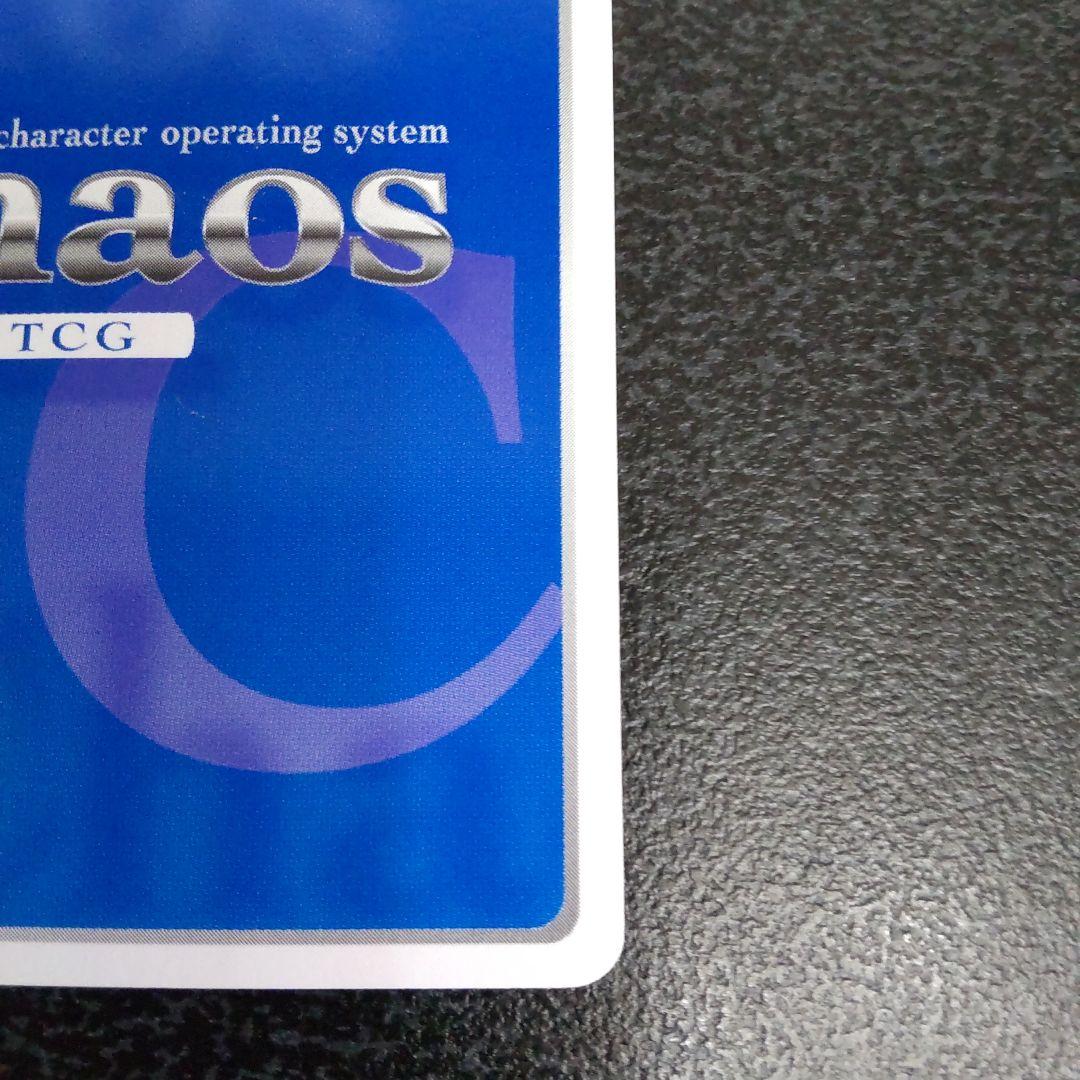 character operating system
haos
TCG